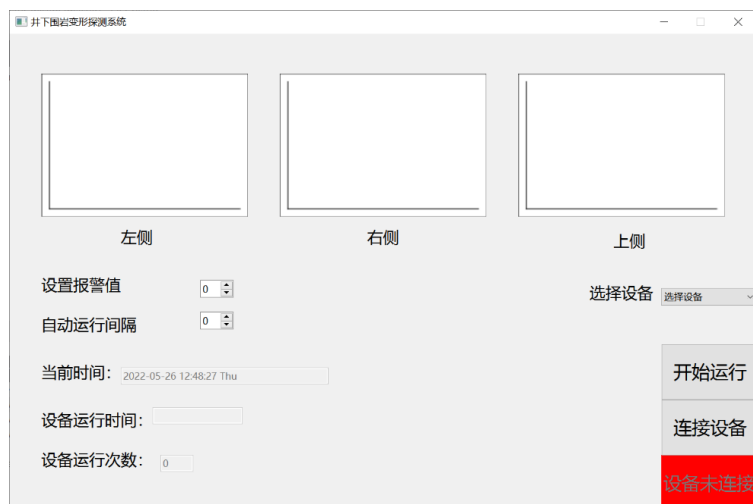 井下围岩变形探测系统
左侧
右侧
上侧
设置报警值
0
选择设备
选择设备
自动运行间隔
0
当前时间：
2022-05-26 12:48:27 Thu
开始运行
设备运行时间：
连接设备
设备运行次数：
0
设备未连接